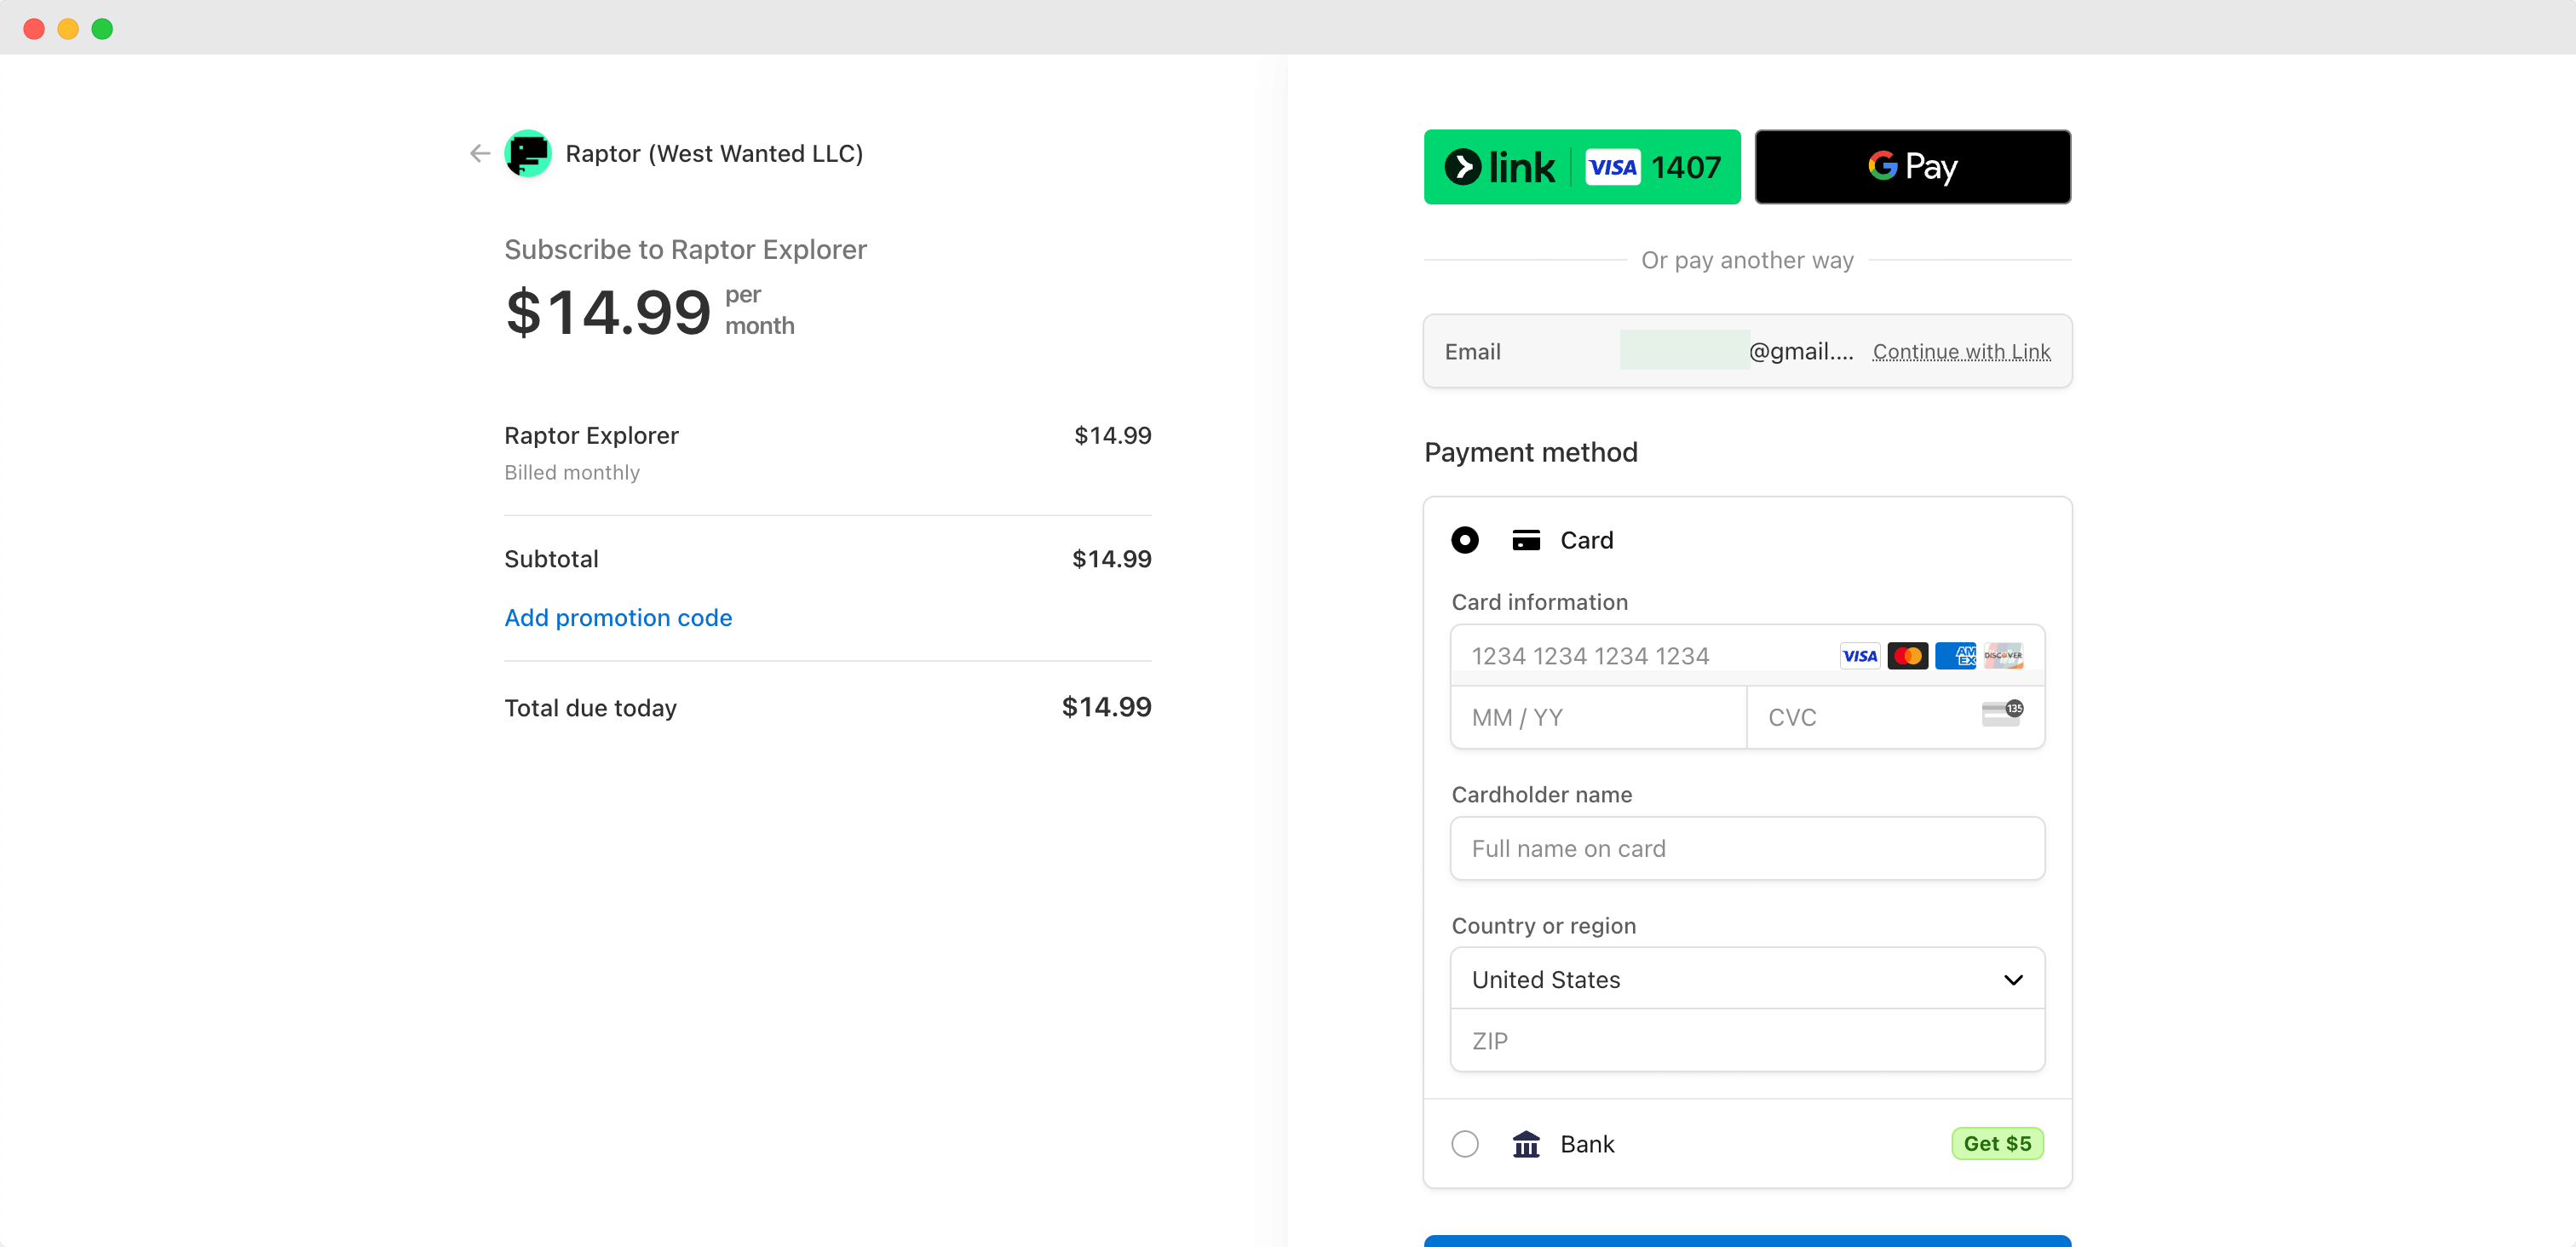 Raptor (West Wanted LLC)
Subscribe to Raptor Explorer
$14.99 per month
Raptor Explorer $14.99
Billed monthly
Subtotal $14.99
Add promotion code
Total due today $14.99
link VISA 1407
G Pay
Or pay another way
Email @gmail.... Continue with Link
Payment method
Card
Card information
1234 1234 1234 1234 VISA AMEX DISCOVER
MM / YY CVC 135
Cardholder name
Full name on card
Country or region
United States
ZIP
Bank Get $5